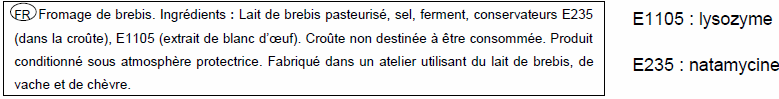 FR Fromage de brebis. Ingrédients : Lait de brebis pasteurisé, sel, ferment, conservateurs E235
(dans la croûte), E1105 (extrait de blanc d’œuf). Croûte non destinée à être consommée. Produit
conditionné sous atmosphère protectrice. Fabriqué dans un atelier utilisant du lait de brebis, de
vache et de chèvre.
E1105 : lysozyme
E235 : natamycine